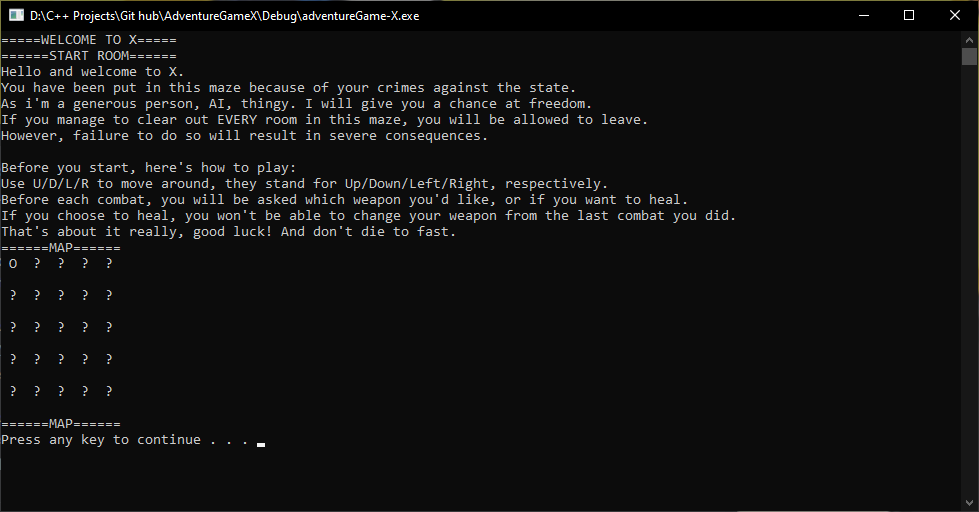 D:\C++ Projects\Git hub\AdventureGameX\Debug\adventureGame-X.exe
=====WELCOME TO X=====
======START ROOM======
Hello and welcome to X.
You have been put in this maze because of your crimes against the state.
As i'm a generous person, AI, thingy. I will give you a chance at freedom.
If you manage to clear out EVERY room in this maze, you will be allowed to leave.
However, failure to do so will result in severe consequences.

Before you start, here's how to play:
Use U/D/L/R to move around, they stand for Up/Down/Left/Right, respectively.
Before each combat, you will be asked which weapon you'd like, or if you want to heal.
If you choose to heal, you won't be able to change your weapon from the last combat you did.
That's about it really, good luck! And don't die to fast.
======MAP======
O ? ? ? ?
? ? ? ? ?
? ? ? ? ?
? ? ? ? ?
? ? ? ? ?
======MAP======
Press any key to continue . . .